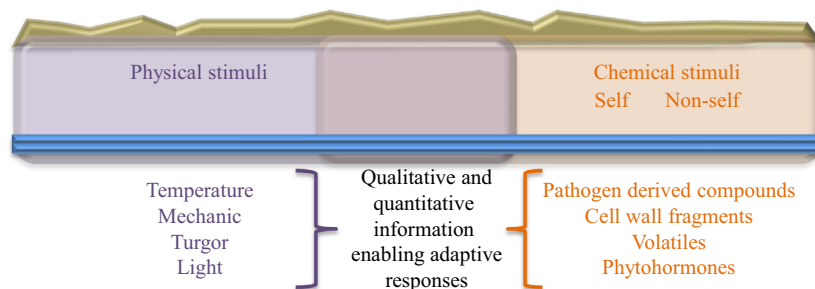 Physical stimuli
Chemical stimuli
Self Non-self
Temperature
Mechanic
Turgor
Light
Qualitative and
quantitative
information
enabling adaptive
responses
Pathogen derived compounds
Cell wall fragments
Volatiles
Phytohormones